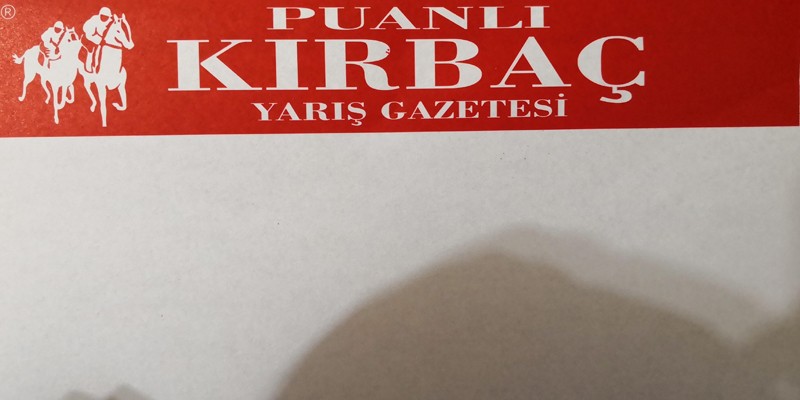 ®
PUANLI
KIRBAÇ
YARIŞ GAZETESİ